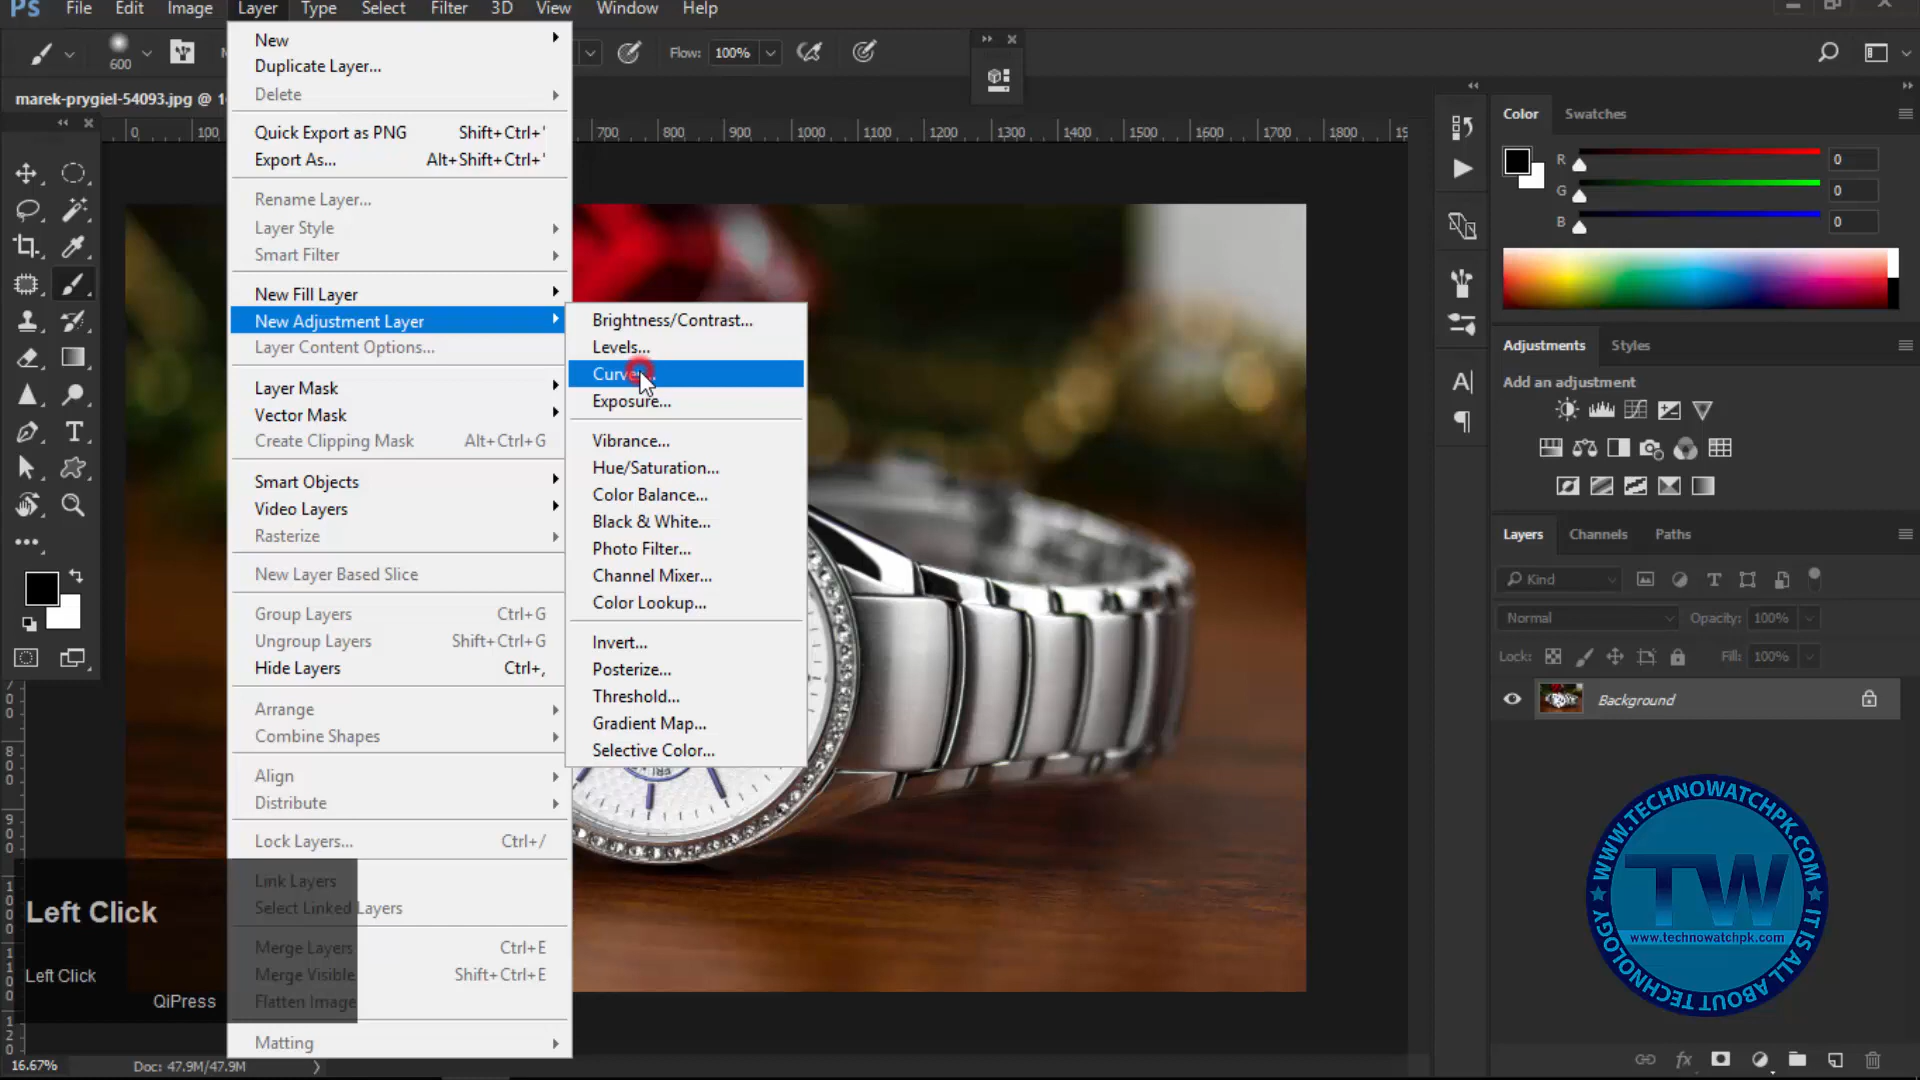 Ps File Edit Image Layer Type Select Filter 3D View Window Help
600 Flow: 100%
marek-prygiel-54093.jpg @ 1
0 100 700 800 900 1000 1100 1200 1300 1400 1500 1600 1700 1800 19
New
Duplicate Layer...
Delete
Quick Export as PNG Shift+Ctrl+'
Export As... Alt+Shift+Ctrl+'
Rename Layer...
Layer Style
Smart Filter
New Fill Layer
New Adjustment Layer
Layer Content Options...
Layer Mask
Vector Mask
Create Clipping Mask Alt+Ctrl+G
Smart Objects
Video Layers
Rasterize
New Layer Based Slice
Group Layers Ctrl+G
Ungroup Layers Shift+Ctrl+G
Hide Layers Ctrl+,
Arrange
Combine Shapes
Align
Distribute
Lock Layers... Ctrl+/
Link Layers
Select Linked Layers
Merge Layers Ctrl+E
Merge Visible Shift+Ctrl+E
Flatten Image
Matting
Brightness/Contrast...
Levels...
Curves...
Exposure...
Vibrance...
Hue/Saturation...
Color Balance...
Black & White...
Photo Filter...
Channel Mixer...
Color Lookup...
Invert...
Posterize...
Threshold...
Gradient Map...
Selective Color...
Color Swatches
R 0
G 0
B 0
Adjustments Styles
Add an adjustment
Layers Channels Paths
Kind
Normal Opacity: 100%
Lock: Fill: 100%
Background
WWW.TECHNOWATCHPK.COM
TW
www.technowatchpk.com
IT IS ALL ABOUT TECHNOLOGY
Left Click
Left Click
QiPress
16.67% Doc: 47.9M/47.9M